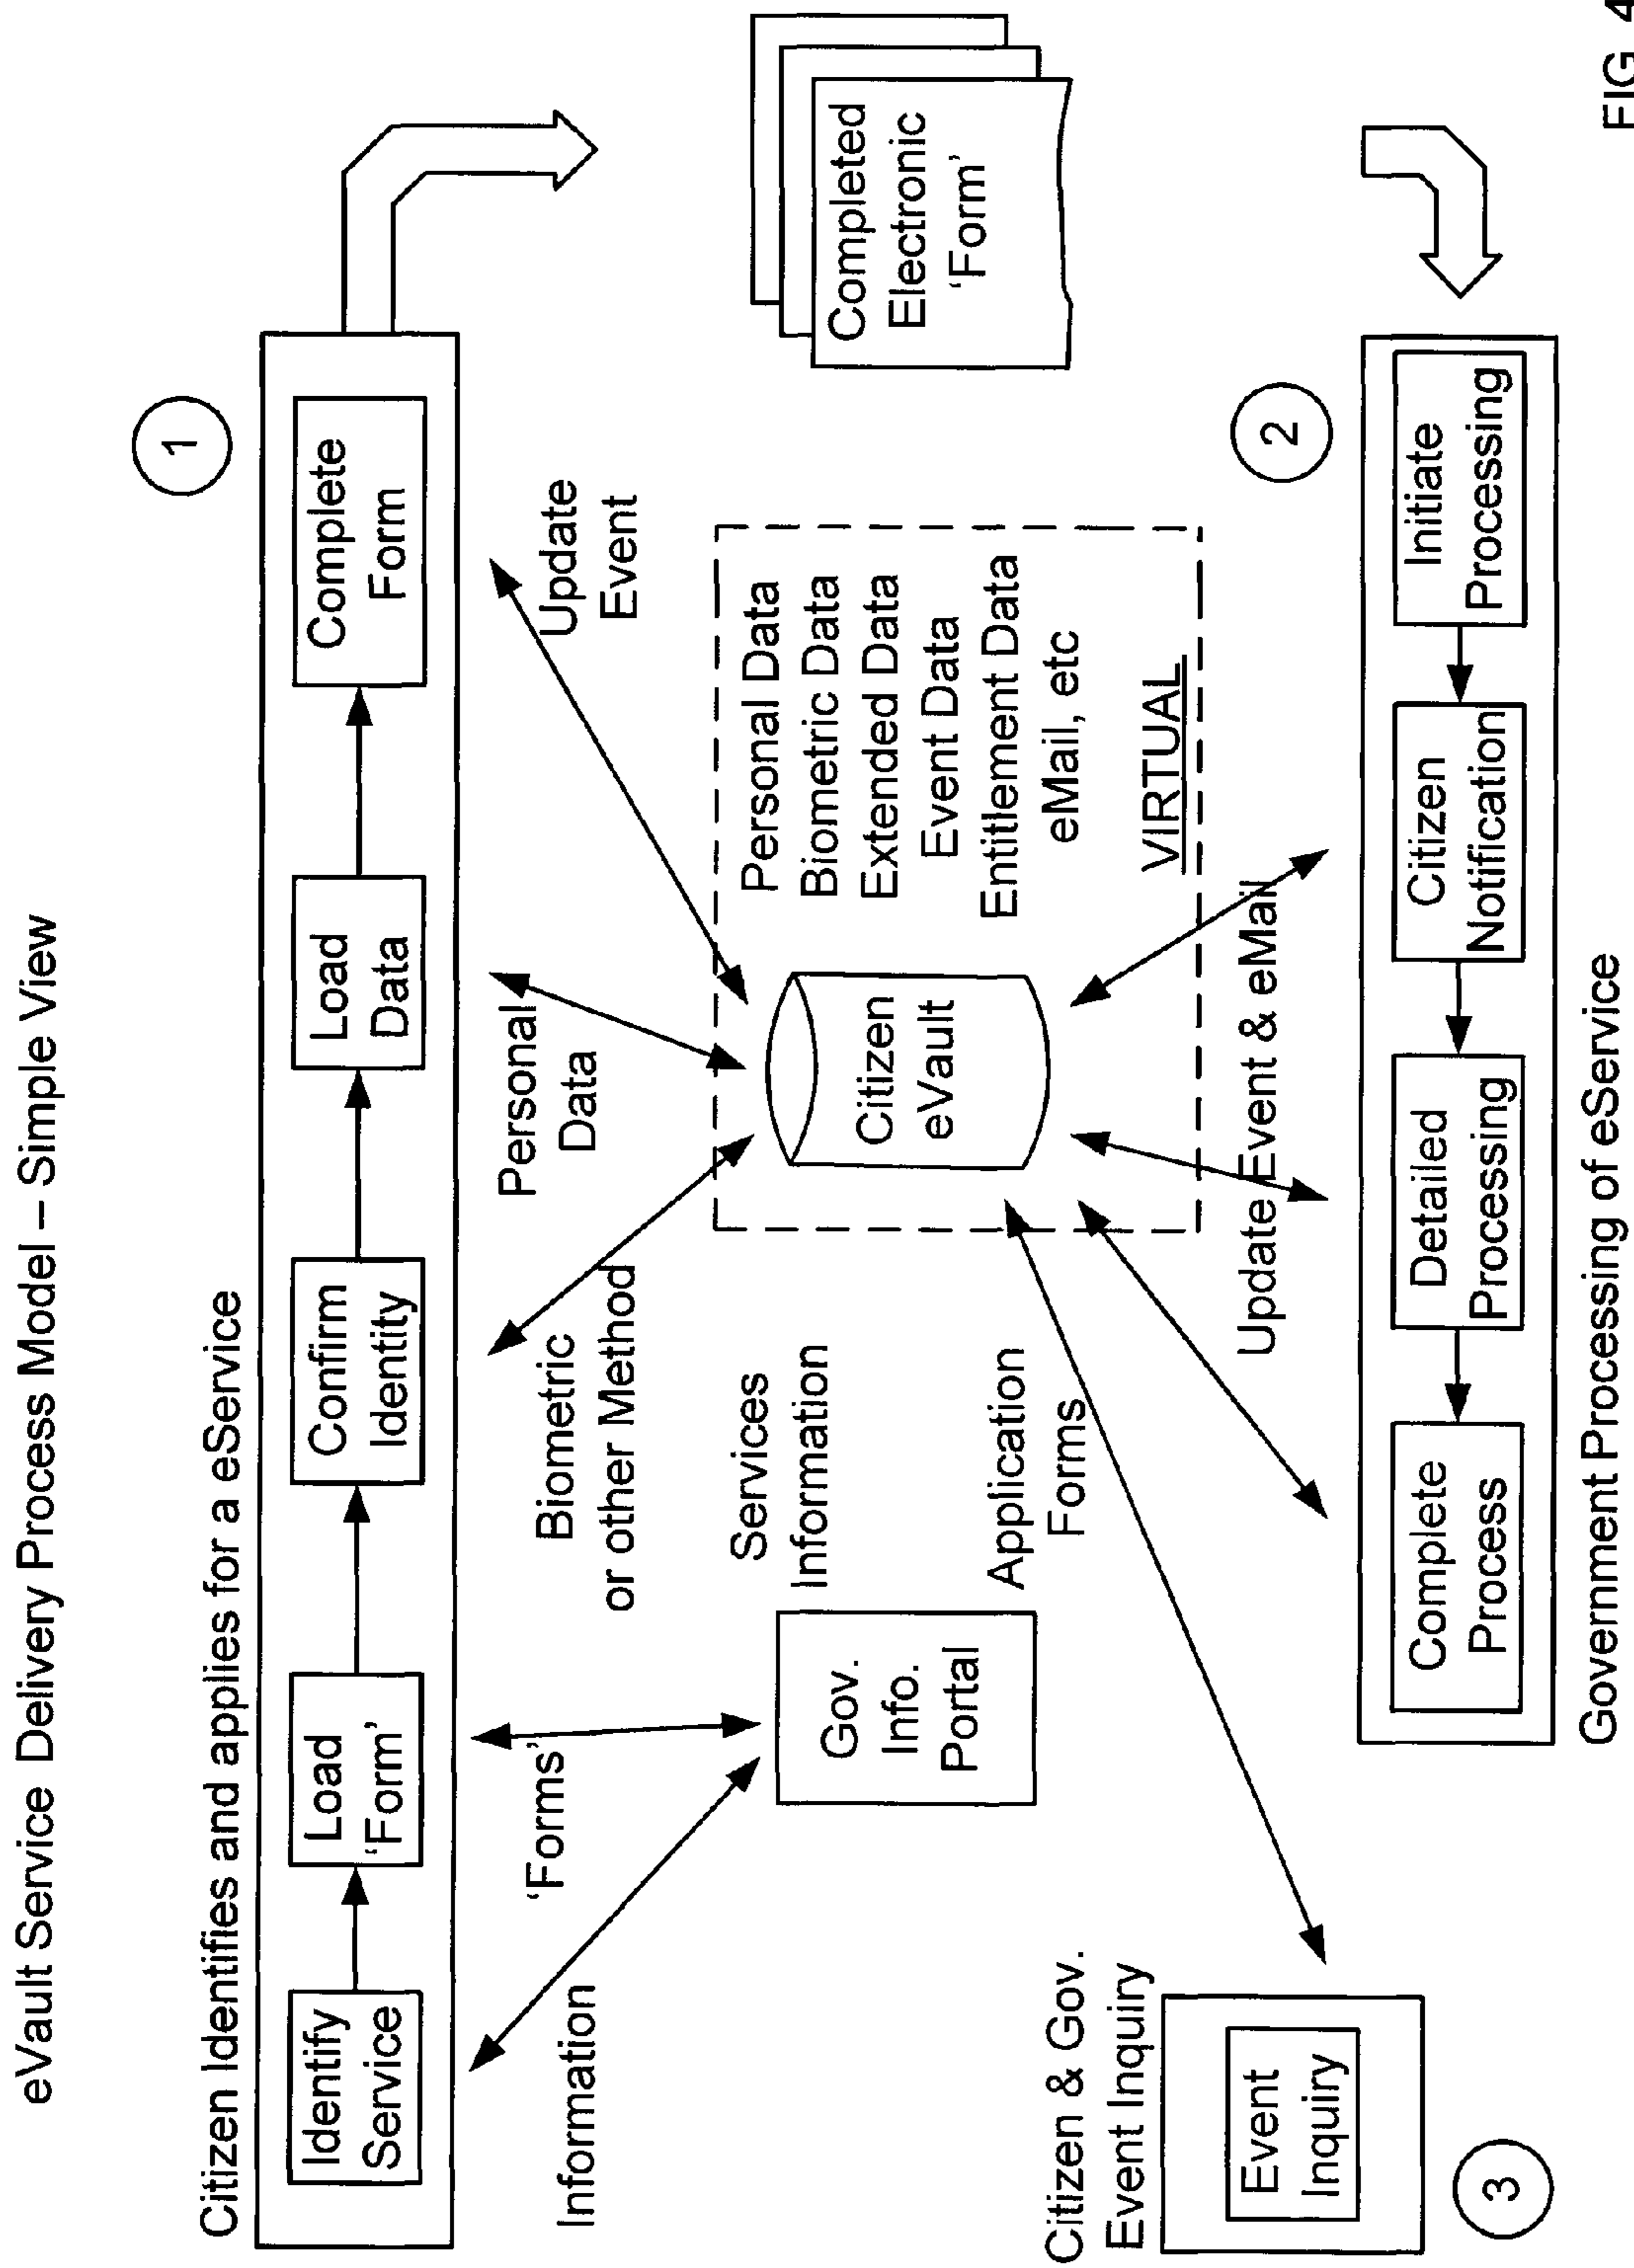 eVault Service Delivery Process Model – Simple View
Citizen Identifies and applies for a eService
1
Identify
Service
Load
‘Form’
Confirm
Identity
Load
Data
Complete
Form
Information
‘Forms’
Biometric
or other Method
Personal
Data
Update
Event
Gov.
Info.
Portal
Services
Information
Application
Forms
Citizen
eVault
Personal Data
Biometric Data
Extended Data
Event Data
Entitlement Data
eMail, etc
VIRTUAL
Completed
Electronic
‘Form’
Citizen & Gov.
Event Inquiry
Event
Inquiry
3
Update Event & eMail
2
Complete
Process
Detailed
Processing
Citizen
Notification
Initiate
Processing
Government Processing of eService
FIG. 4